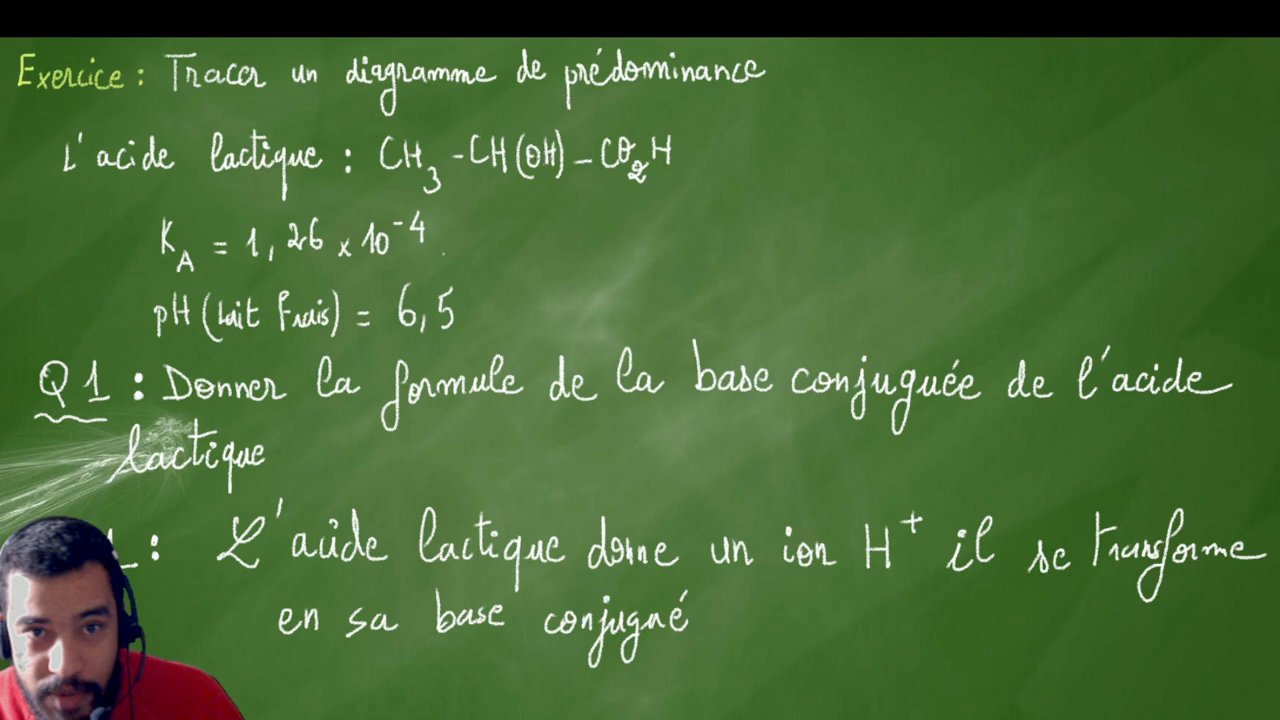 Exercice : Tracer un diagramme de prédominance
L'acide lactique : CH₃ - CH(OH) - CO₂H
K_A = 1,26 × 10⁻⁴.
pH (lait frais) = 6,5
Q1 : Donner la formule de la base conjuguée de l'acide
lactique
: L'acide lactique donne un ion H⁺ il se transforme
en sa base conjugué